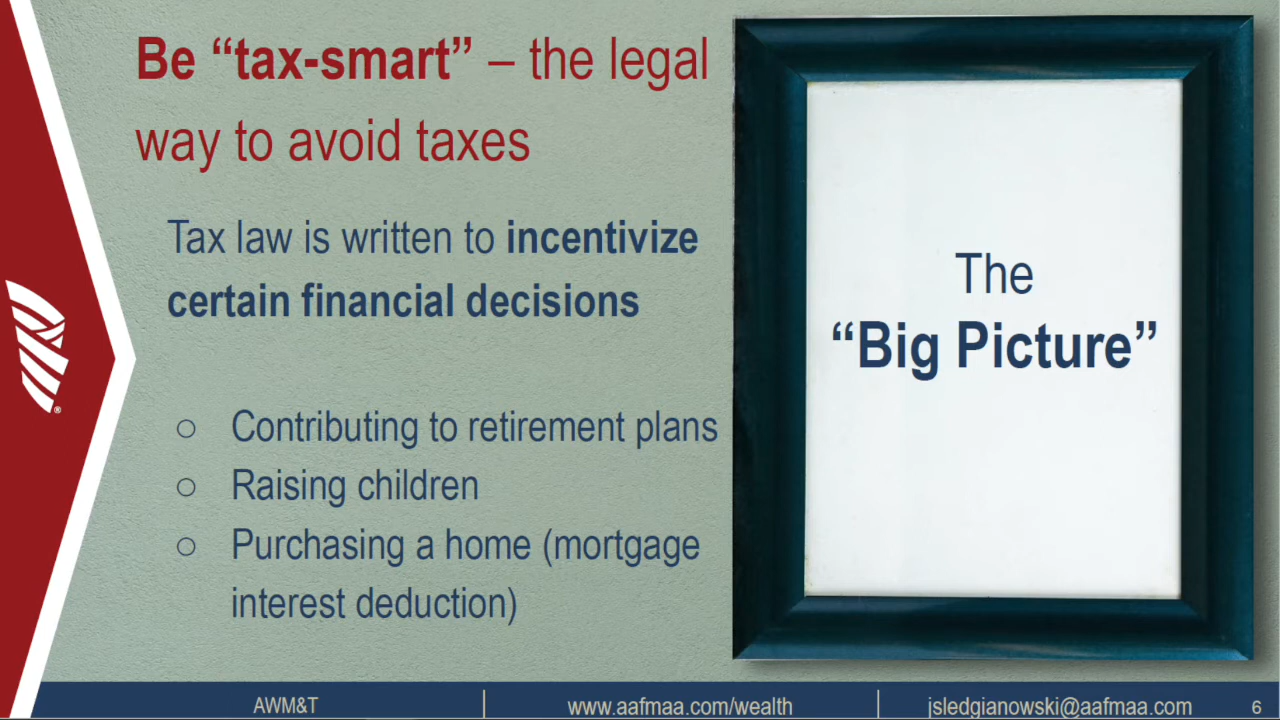 Be “tax-smart” – the legal
way to avoid taxes
Tax law is written to incentivize
certain financial decisions
○ Contributing to retirement plans
○ Raising children
○ Purchasing a home (mortgage
interest deduction)
The
“Big Picture”
®
AWM&T | www.aafmaa.com/wealth | jsledgianowski@aafmaa.com 6